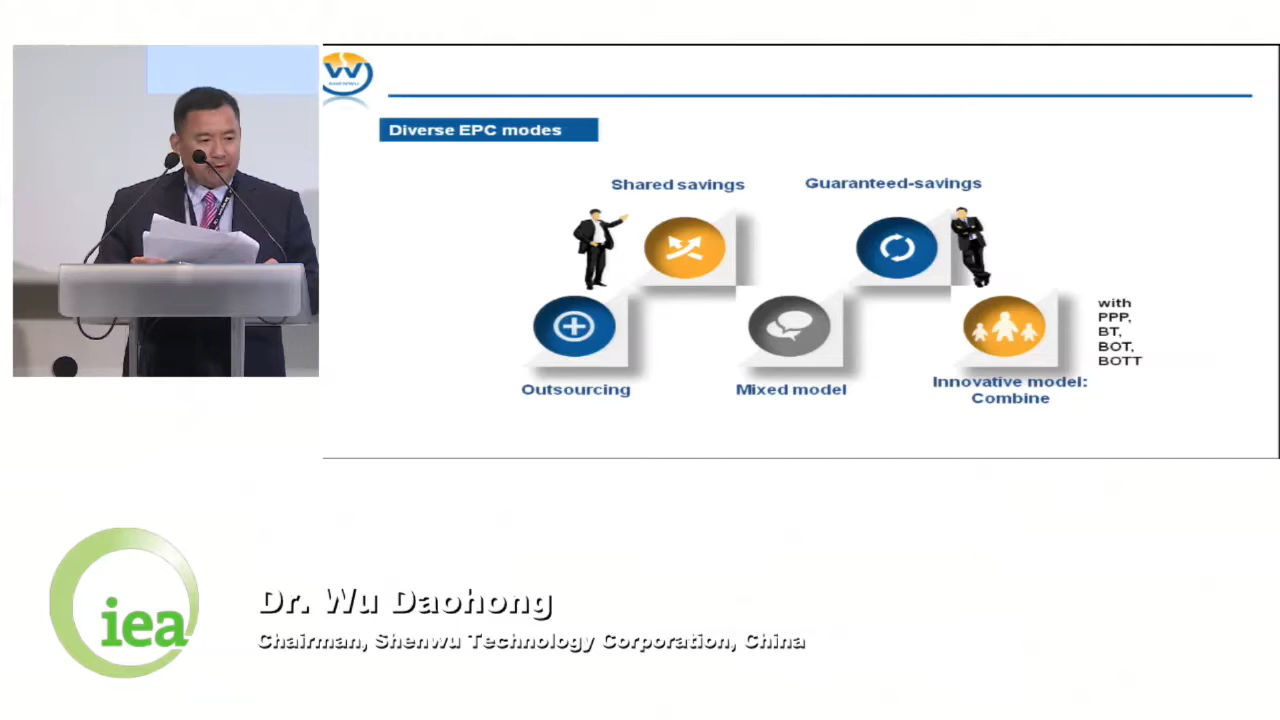 Diverse EPC modes
Shared savings
Guaranteed-savings
with
PPP,
BT,
BOT,
BOTT
Outsourcing
Mixed model
Innovative model:
Combine
iea
Dr. Wu Daohong
Chairman, Shenwu Technology Corporation, China